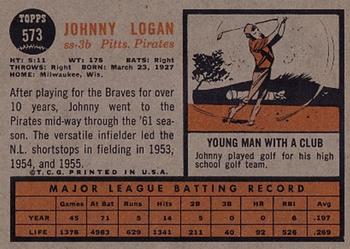 TOPPS
573
JOHNNY LOGAN
ss-3b Pitts. Pirates
HT: 5:11 WT: 175 BATS: Right
THROWS: Right BORN: March 23, 1927
HOME: Milwaukee, Wis.
After playing for the Braves for over
10 years, Johnny went to the
Pirates mid-way through the '61 sea-
son. The versatile infielder led the
N.L. shortstops in fielding in 1953,
1954, and 1955.
©T.C.G. PRINTED IN U.S.A.
YOUNG MAN WITH A CLUB
Johnny played golf for his high
school golf team.
MAJOR LEAGUE BATTING RECORD
Games At Bat Runs Hits 2B 3B HR RBI Avg.
YEAR 45 71 5 14 5 0 0 6 .197
LIFE 1376 4983 629 1341 207 41 92 526 .269